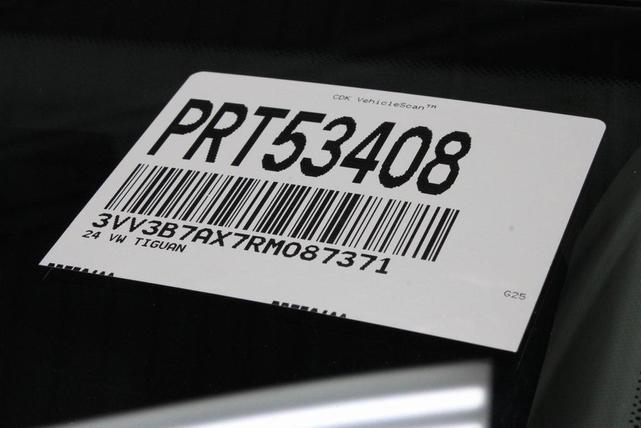 CDK VehicleScan™
PRT53408
3VV3B7AX7RM087371
24 VW TIGUAN
G25